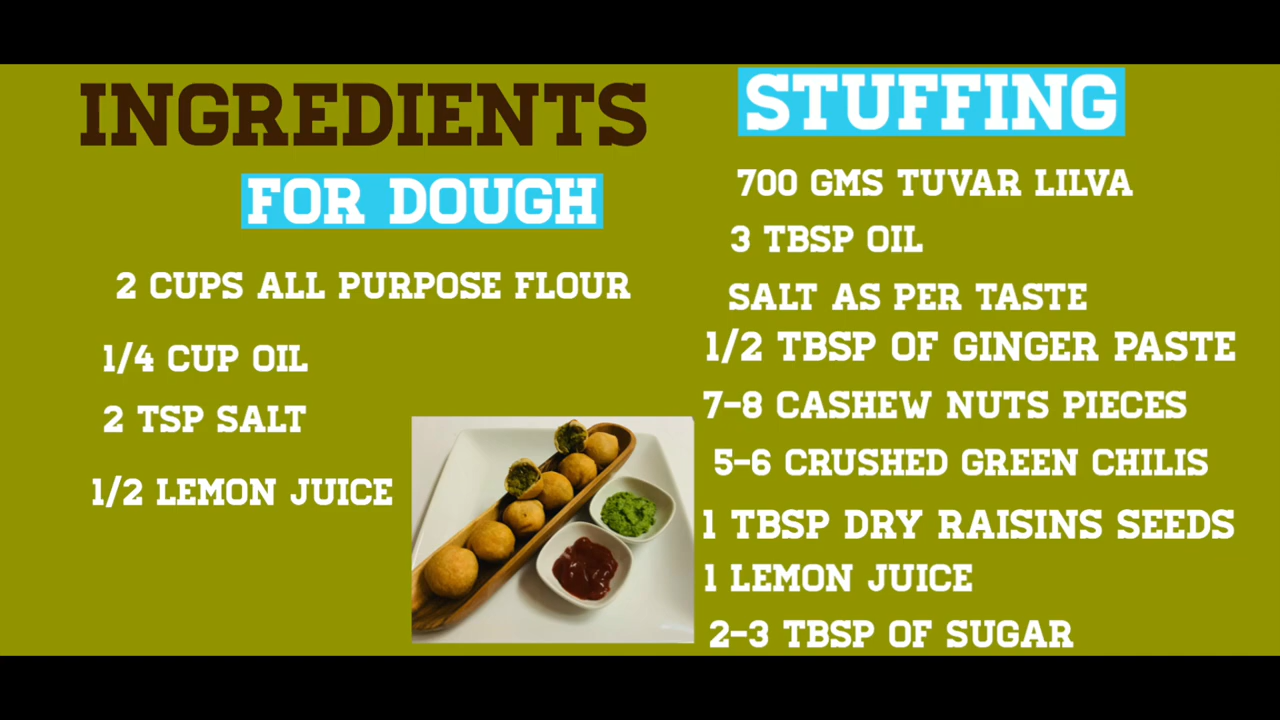 INGREDIENTS
FOR DOUGH
2 CUPS ALL PURPOSE FLOUR
1/4 CUP OIL
2 TSP SALT
1/2 LEMON JUICE
STUFFING
700 GMS TUVAR LILVA
3 TBSP OIL
SALT AS PER TASTE
1/2 TBSP OF GINGER PASTE
7-8 CASHEW NUTS PIECES
5-6 CRUSHED GREEN CHILIS
1 TBSP DRY RAISINS SEEDS
1 LEMON JUICE
2-3 TBSP OF SUGAR